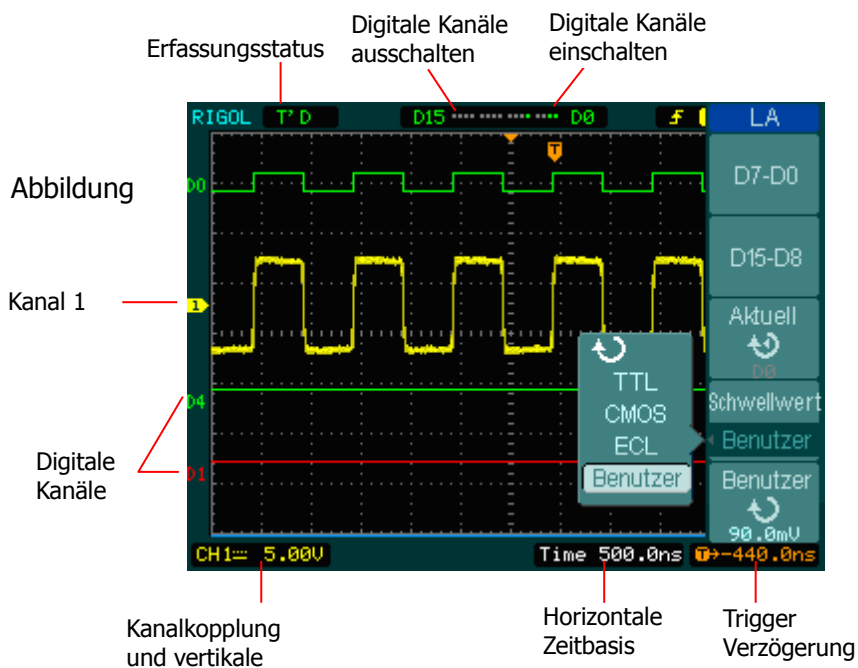 Digitale Kanäle
ausschalten
Digitale Kanäle
einschalten
Erfassungsstatus
RIGOL T'D D15 D0
LA
D7-D0
D0
Abbildung
D15-D8
Kanal 1
1
Aktuell
D0
TTL
CMOS
ECL
Benutzer
D4
Schwellwert
Benutzer
Digitale
Kanäle
D1
Benutzer
90.0mV
CH1 5.00V
Time 500.0ns
T→-440.0ns
Kanalkopplung
und vertikale
Horizontale
Zeitbasis
Trigger
Verzögerung